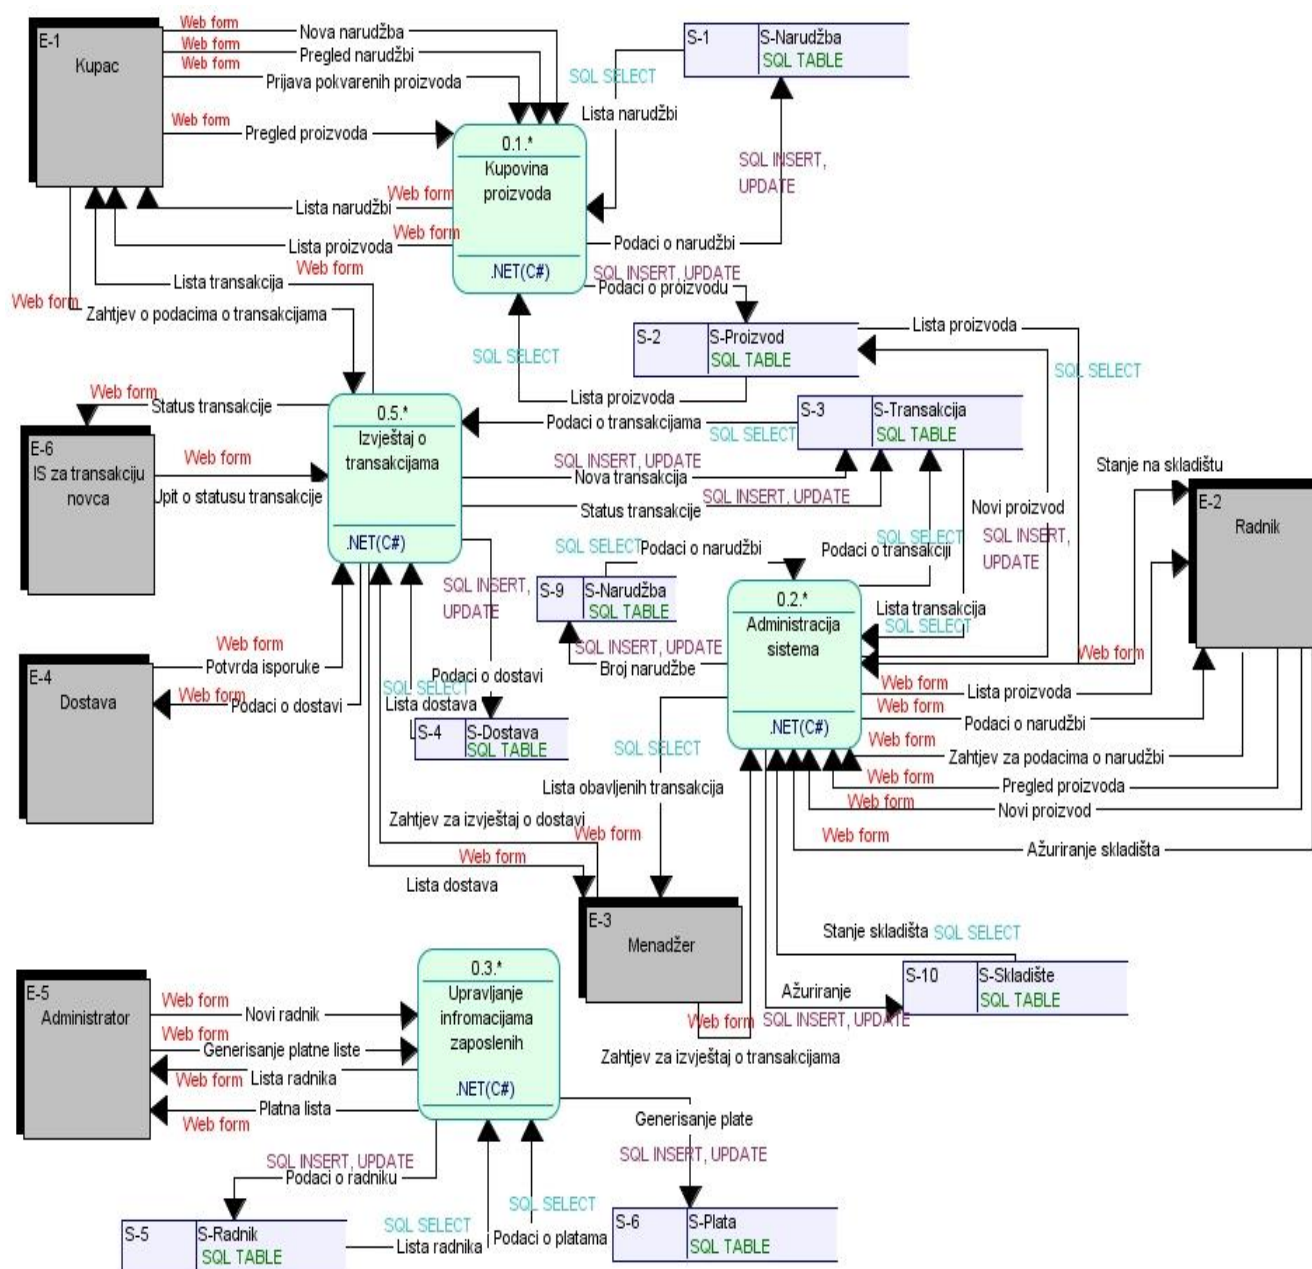 Web form
Nova narudžba
Web form
Pregled narudžbi
Web form
Prijava pokvarenih proizvoda
E-1
Kupac
Web form
Pregled proizvoda
S-1
S-Narudžba
SQL TABLE
SQL SELECT
Lista narudžbi
SQL INSERT,
UPDATE
0.1.*
Kupovina
proizvoda
.NET(C#)
Web form
Lista narudžbi
Web form
Lista proizvoda
Podaci o narudžbi
SQL INSERT, UPDATE
Podaci o proizvodu
Web form
Lista transakcija
Web form
Zahtjev o podacima o transakcijama
S-2
S-Proizvod
SQL TABLE
Lista proizvoda
SQL SELECT
SQL SELECT
Lista proizvoda
Web form
Status transakcije
0.5.*
Izvještaj o
transakcijama
.NET(C#)
Podaci o transakcijama
SQL SELECT
S-3
S-Transakcija
SQL TABLE
E-6
IS za transakciju
novca
Web form
Upit o statusu transakcije
SQL INSERT, UPDATE
Nova transakcija
Status transakcije
SQL INSERT, UPDATE
Stanje na skladištu
E-2
Radnik
Novi proizvod
SQL INSERT,
UPDATE
SQL SELECT
Podaci o narudžbi
SQL SELECT
Podaci o transakciji
S-9
S-Narudžba
SQL TABLE
SQL INSERT,
UPDATE
0.2.*
Administracija
sistema
.NET(C#)
Lista transakcija
SQL SELECT
SQL INSERT, UPDATE
Broj narudžbe
Web form
E-4
Dostava
Web form
Potvrda isporuke
Web form
Podaci o dostavi
Podaci o dostavi
SQL SELECT
Lista dostava
S-4
S-Dostava
SQL TABLE
Web form
Lista proizvoda
Web form
Podaci o narudžbi
Web form
Zahtjev za podacima o narudžbi
Web form
Pregled proizvoda
Web form
Novi proizvod
Web form
Ažuriranje skladišta
SQL SELECT
Lista obavljenih transakcija
Zahtjev za izvještaj o dostavi
Web form
Web form
Lista dostava
E-3
Menadžer
Stanje skladišta
SQL SELECT
S-10
S-Skladište
SQL TABLE
Ažuriranje
SQL INSERT, UPDATE
Web form
Zahtjev za izvještaj o transakcijama
E-5
Administrator
Web form
Novi radnik
Web form
Generisanje platne liste
Web form
Lista radnika
Platna lista
Web form
0.3.*
Upravljanje
infromacijama
zaposlenih
.NET(C#)
Generisanje plate
SQL INSERT, UPDATE
SQL INSERT, UPDATE
Podaci o radniku
S-5
S-Radnik
SQL TABLE
SQL SELECT
Lista radnika
SQL SELECT
Podaci o platama
S-6
S-Plata
SQL TABLE